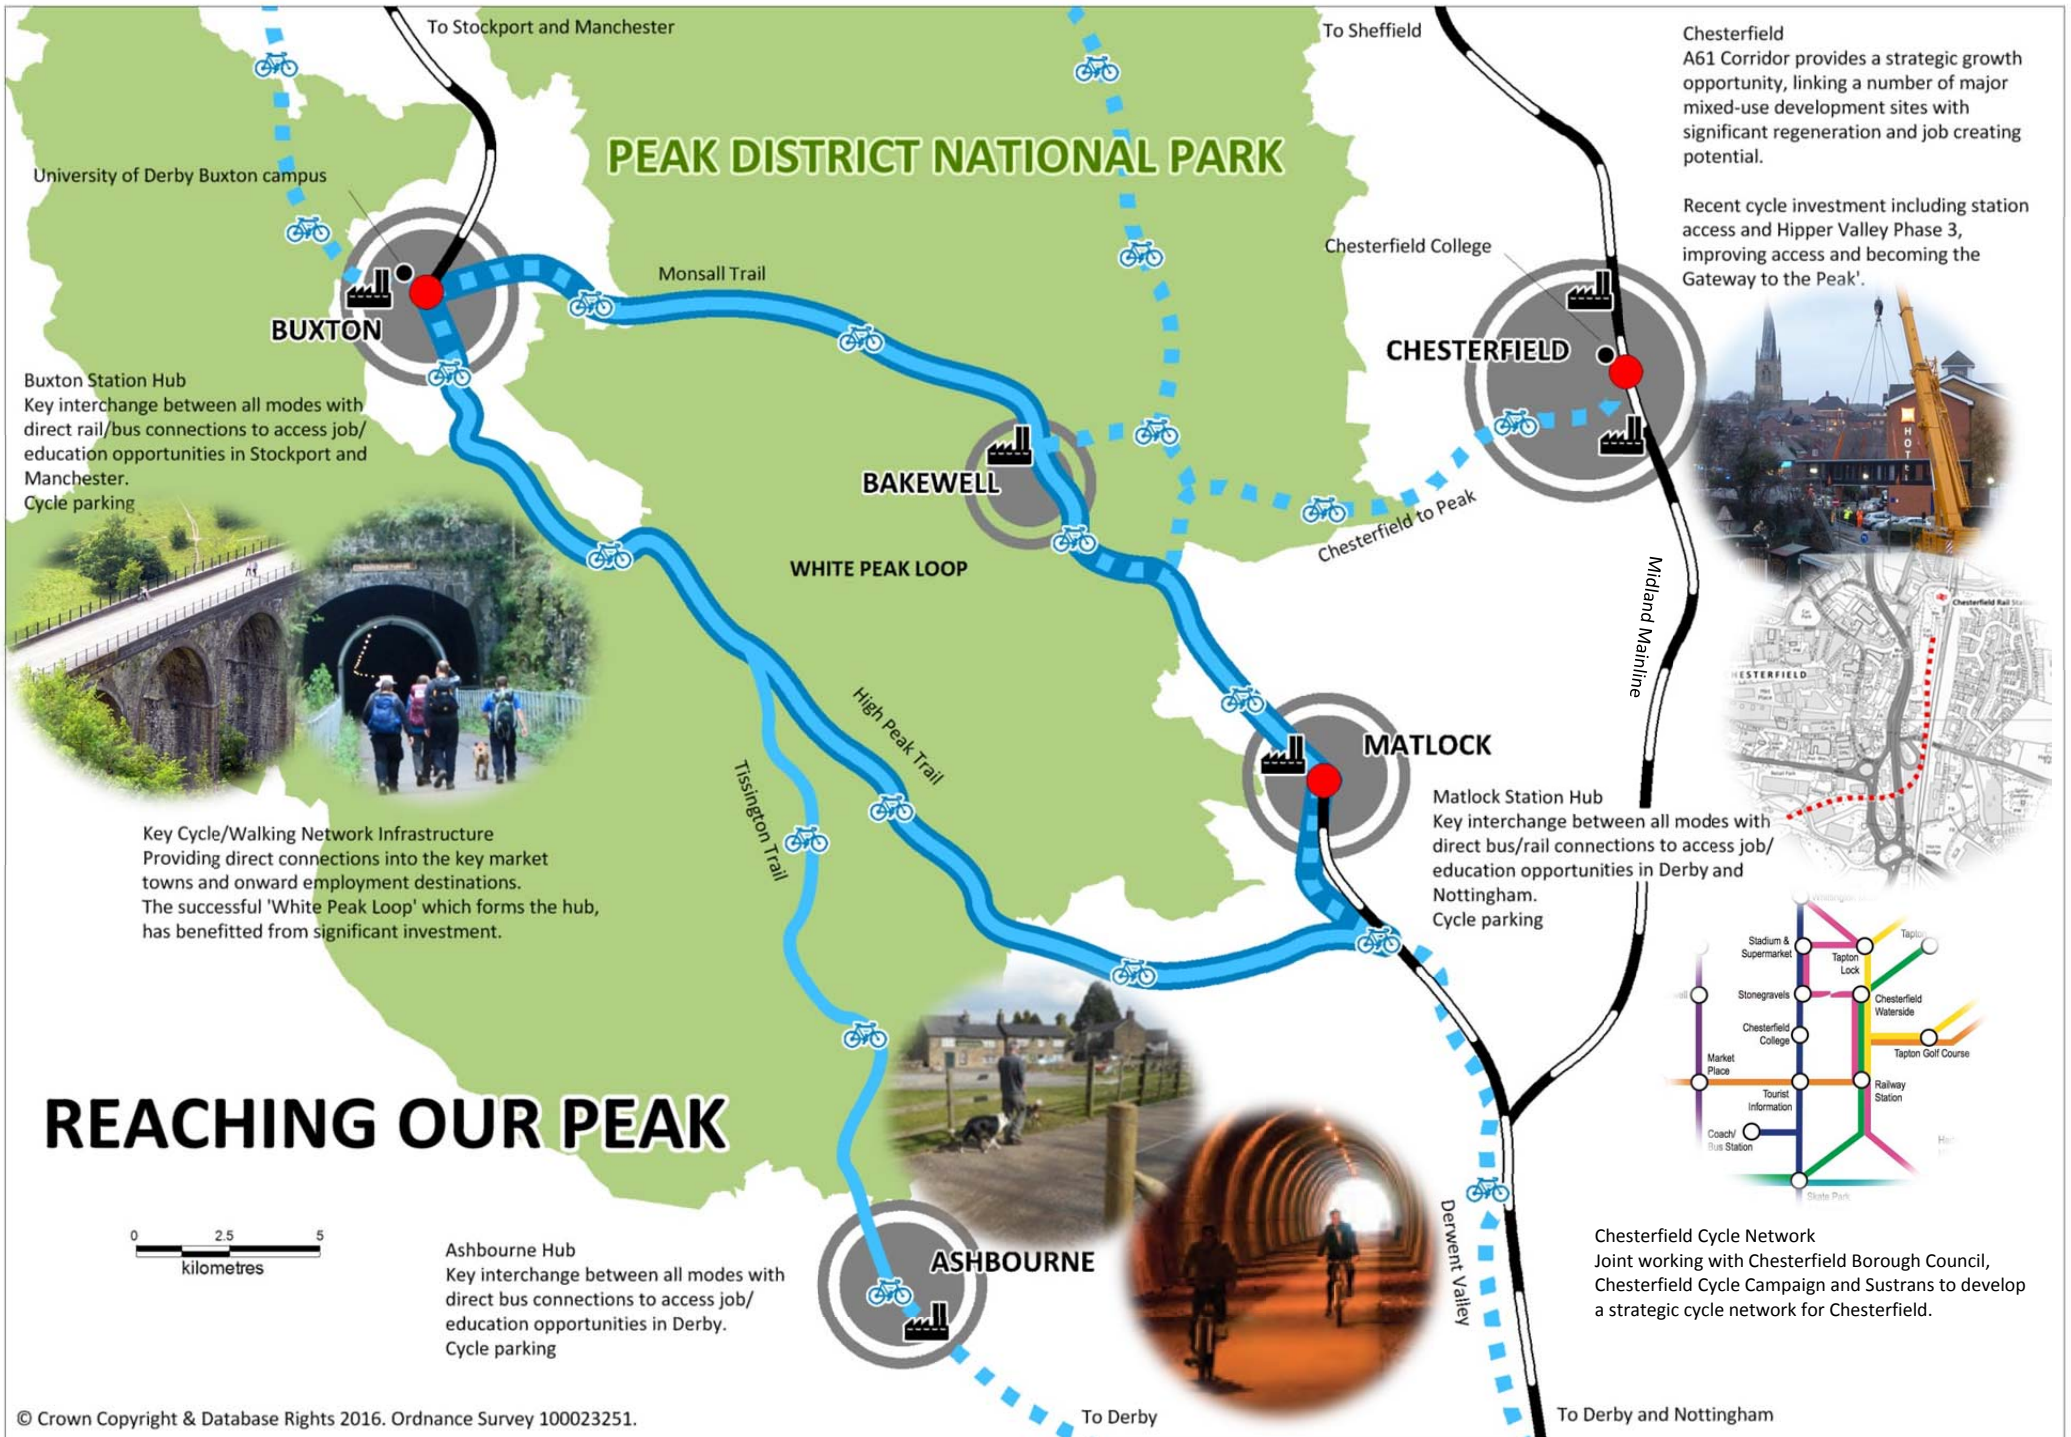 To Stockport and Manchester
To Sheffield
Chesterfield
A61 Corridor provides a strategic growth
opportunity, linking a number of major
mixed-use development sites with
significant regeneration and job creating
potential.
Recent cycle investment including station
access and Hipper Valley Phase 3,
improving access and becoming the
Gateway to the Peak'.
PEAK DISTRICT NATIONAL PARK
University of Derby Buxton campus
Chesterfield College
Monsall Trail
BUXTON
CHESTERFIELD
Buxton Station Hub
Key interchange between all modes with
direct rail/bus connections to access job/
education opportunities in Stockport and
Manchester.
Cycle parking
BAKEWELL
Chesterfield to Peak
WHITE PEAK LOOP
Midland Mainline
HOTEL
Chesterfield Rail
HESTERFIELD
High Peak Trail
Tissington Trail
MATLOCK
Matlock Station Hub
Key interchange between all modes with
direct bus/rail connections to access job/
education opportunities in Derby and
Nottingham.
Cycle parking
Key Cycle/Walking Network Infrastructure
Providing direct connections into the key market
towns and onward employment destinations.
The successful 'White Peak Loop' which forms the hub,
has benefitted from significant investment.
Stadium &
Supermarket
Tapton
Lock
Tapton
Stonegravels
Chesterfield
Waterside
Chesterfield
College
Tapton Golf Course
Market
Place
Tourist
Information
Railway
Station
Coach/
Bus Station
Skate Park
REACHING OUR PEAK
Derwent Valley
Chesterfield Cycle Network
Joint working with Chesterfield Borough Council,
Chesterfield Cycle Campaign and Sustrans to develop
a strategic cycle network for Chesterfield.
0 2.5 5
kilometres
Ashbourne Hub
Key interchange between all modes with
direct bus connections to access job/
education opportunities in Derby.
Cycle parking
ASHBOURNE
© Crown Copyright & Database Rights 2016. Ordnance Survey 100023251.
To Derby
To Derby and Nottingham